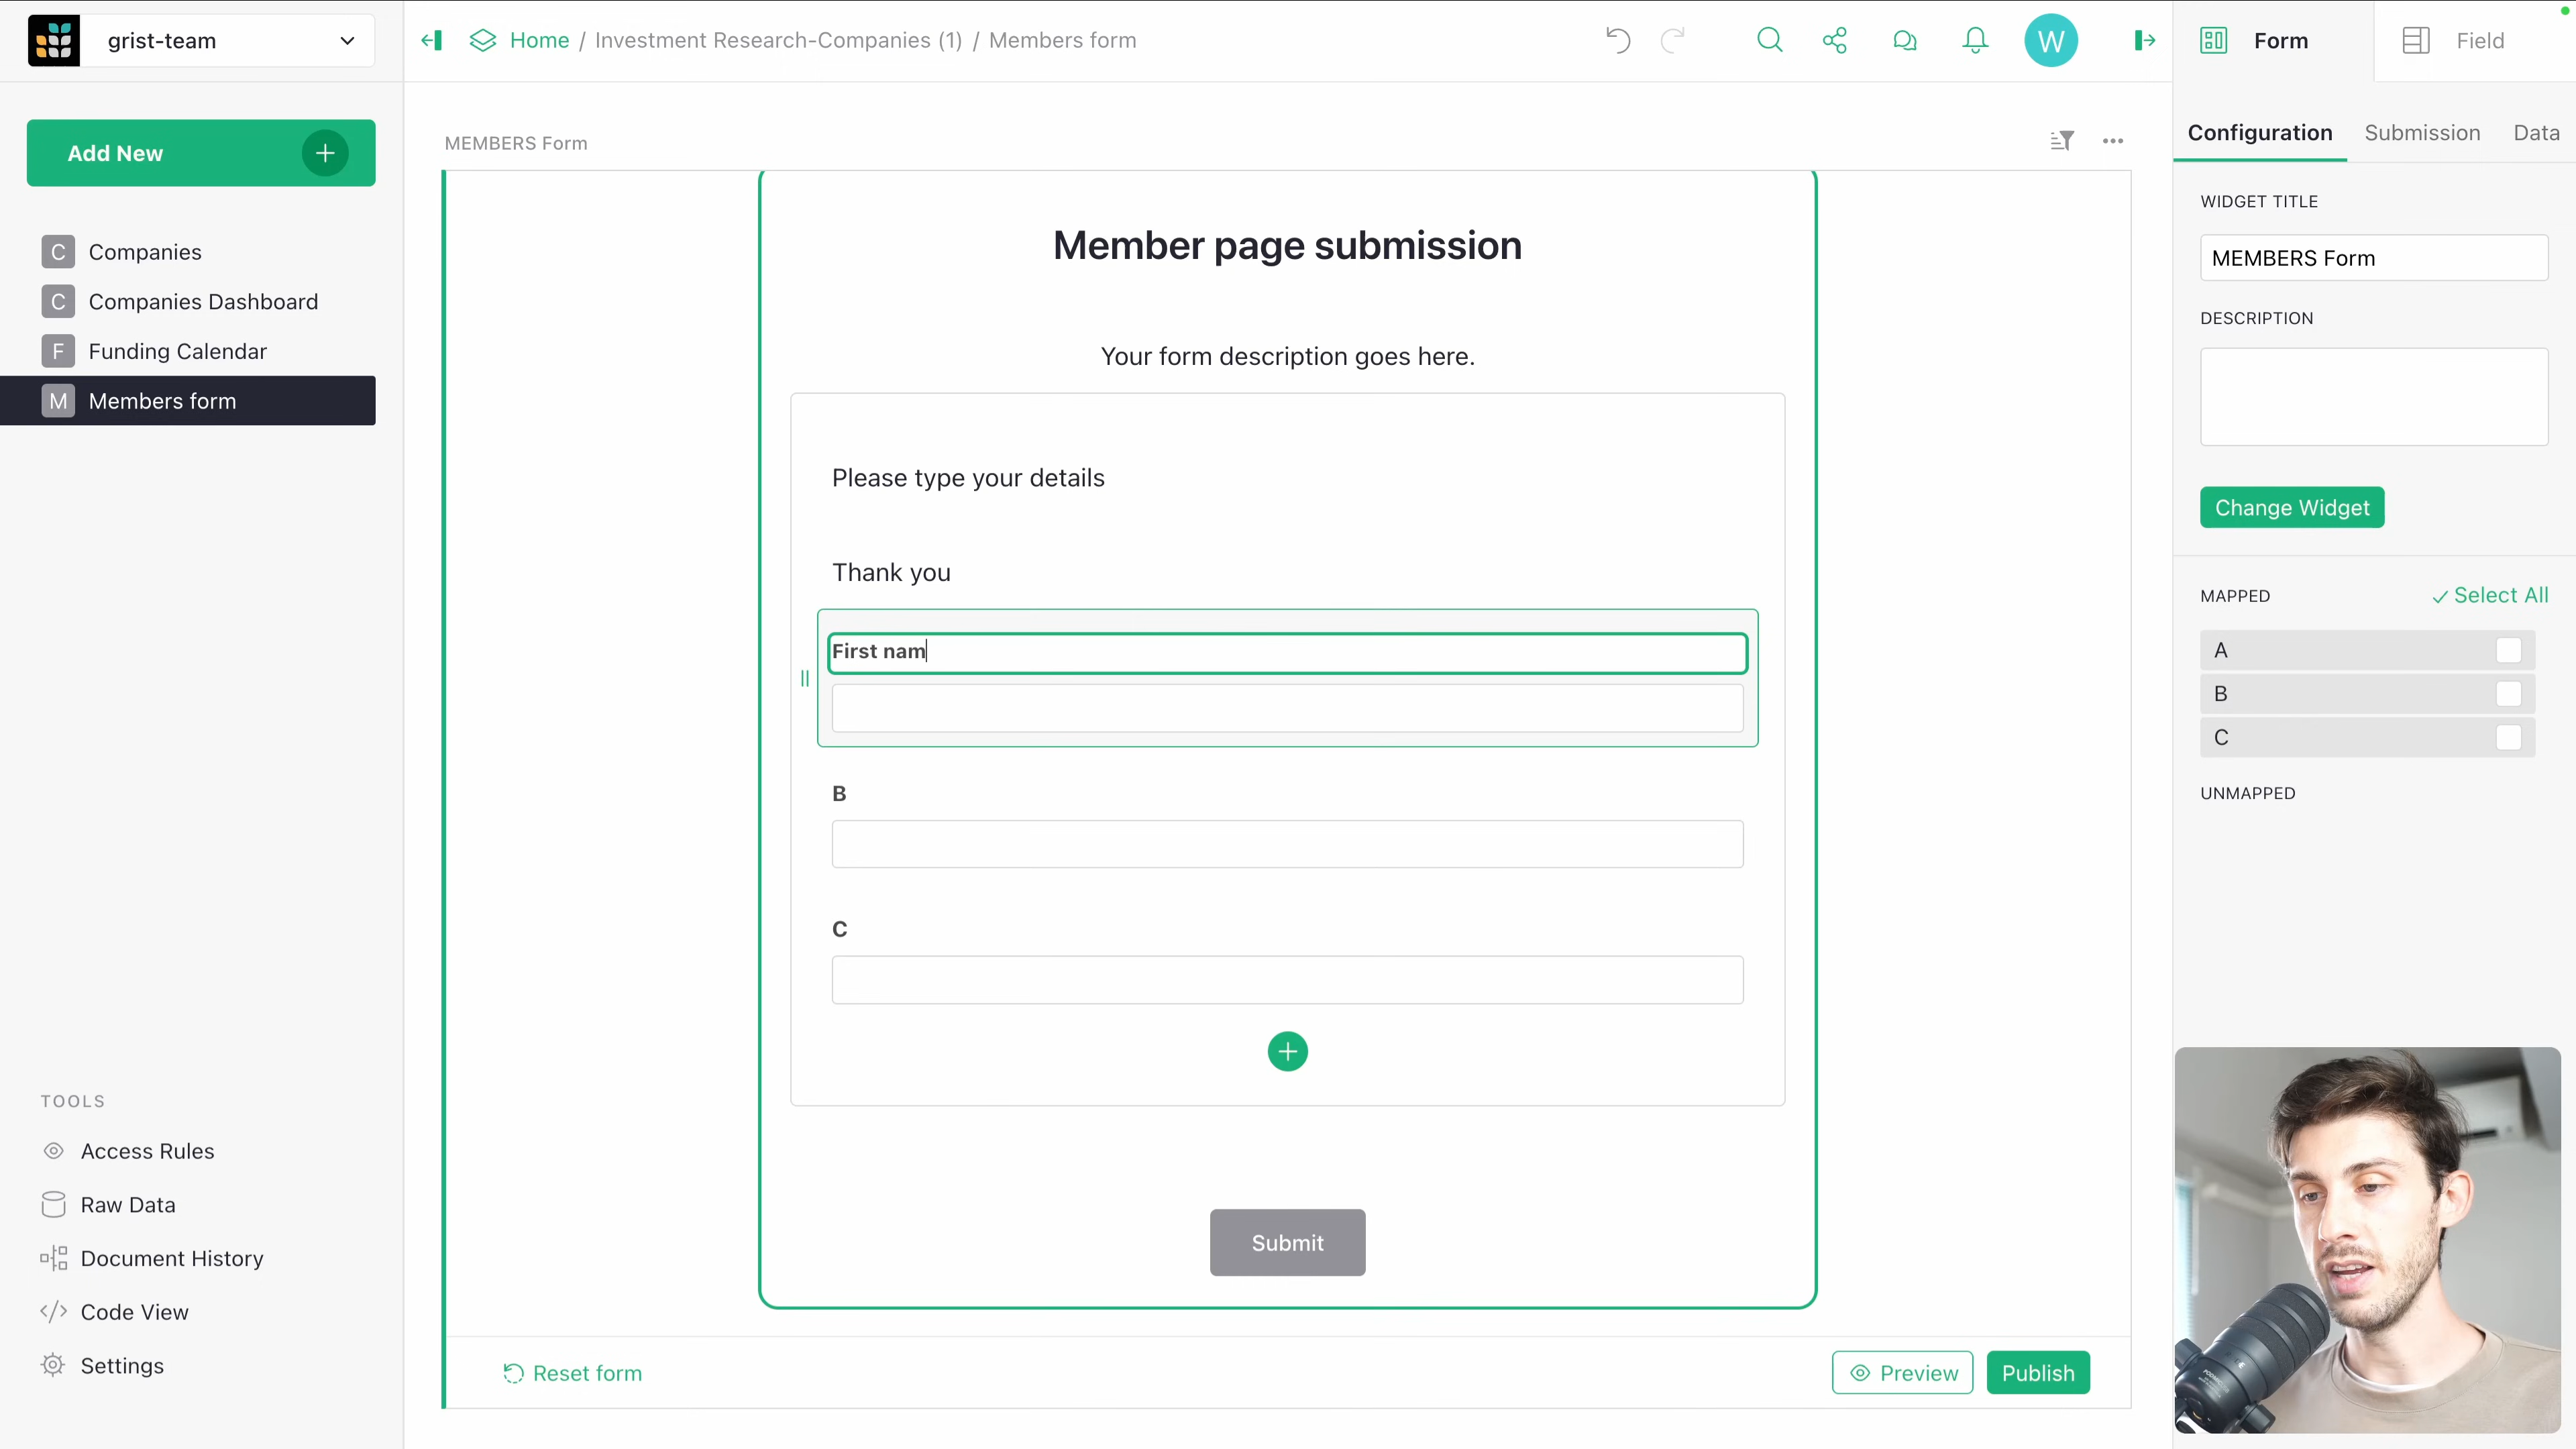 grist-team
Home / Investment Research-Companies (1) / Members form
W
Form
Field
Add New
C Companies
C Companies Dashboard
F Funding Calendar
M Members form
TOOLS
Access Rules
Raw Data
Document History
Code View
Settings
MEMBERS Form
Member page submission
Your form description goes here.
Please type your details
Thank you
First nam
B
C
Submit
Reset form
Preview
Publish
Configuration
Submission
Data
WIDGET TITLE
MEMBERS Form
DESCRIPTION
Change Widget
MAPPED
Select All
A
B
C
UNMAPPED